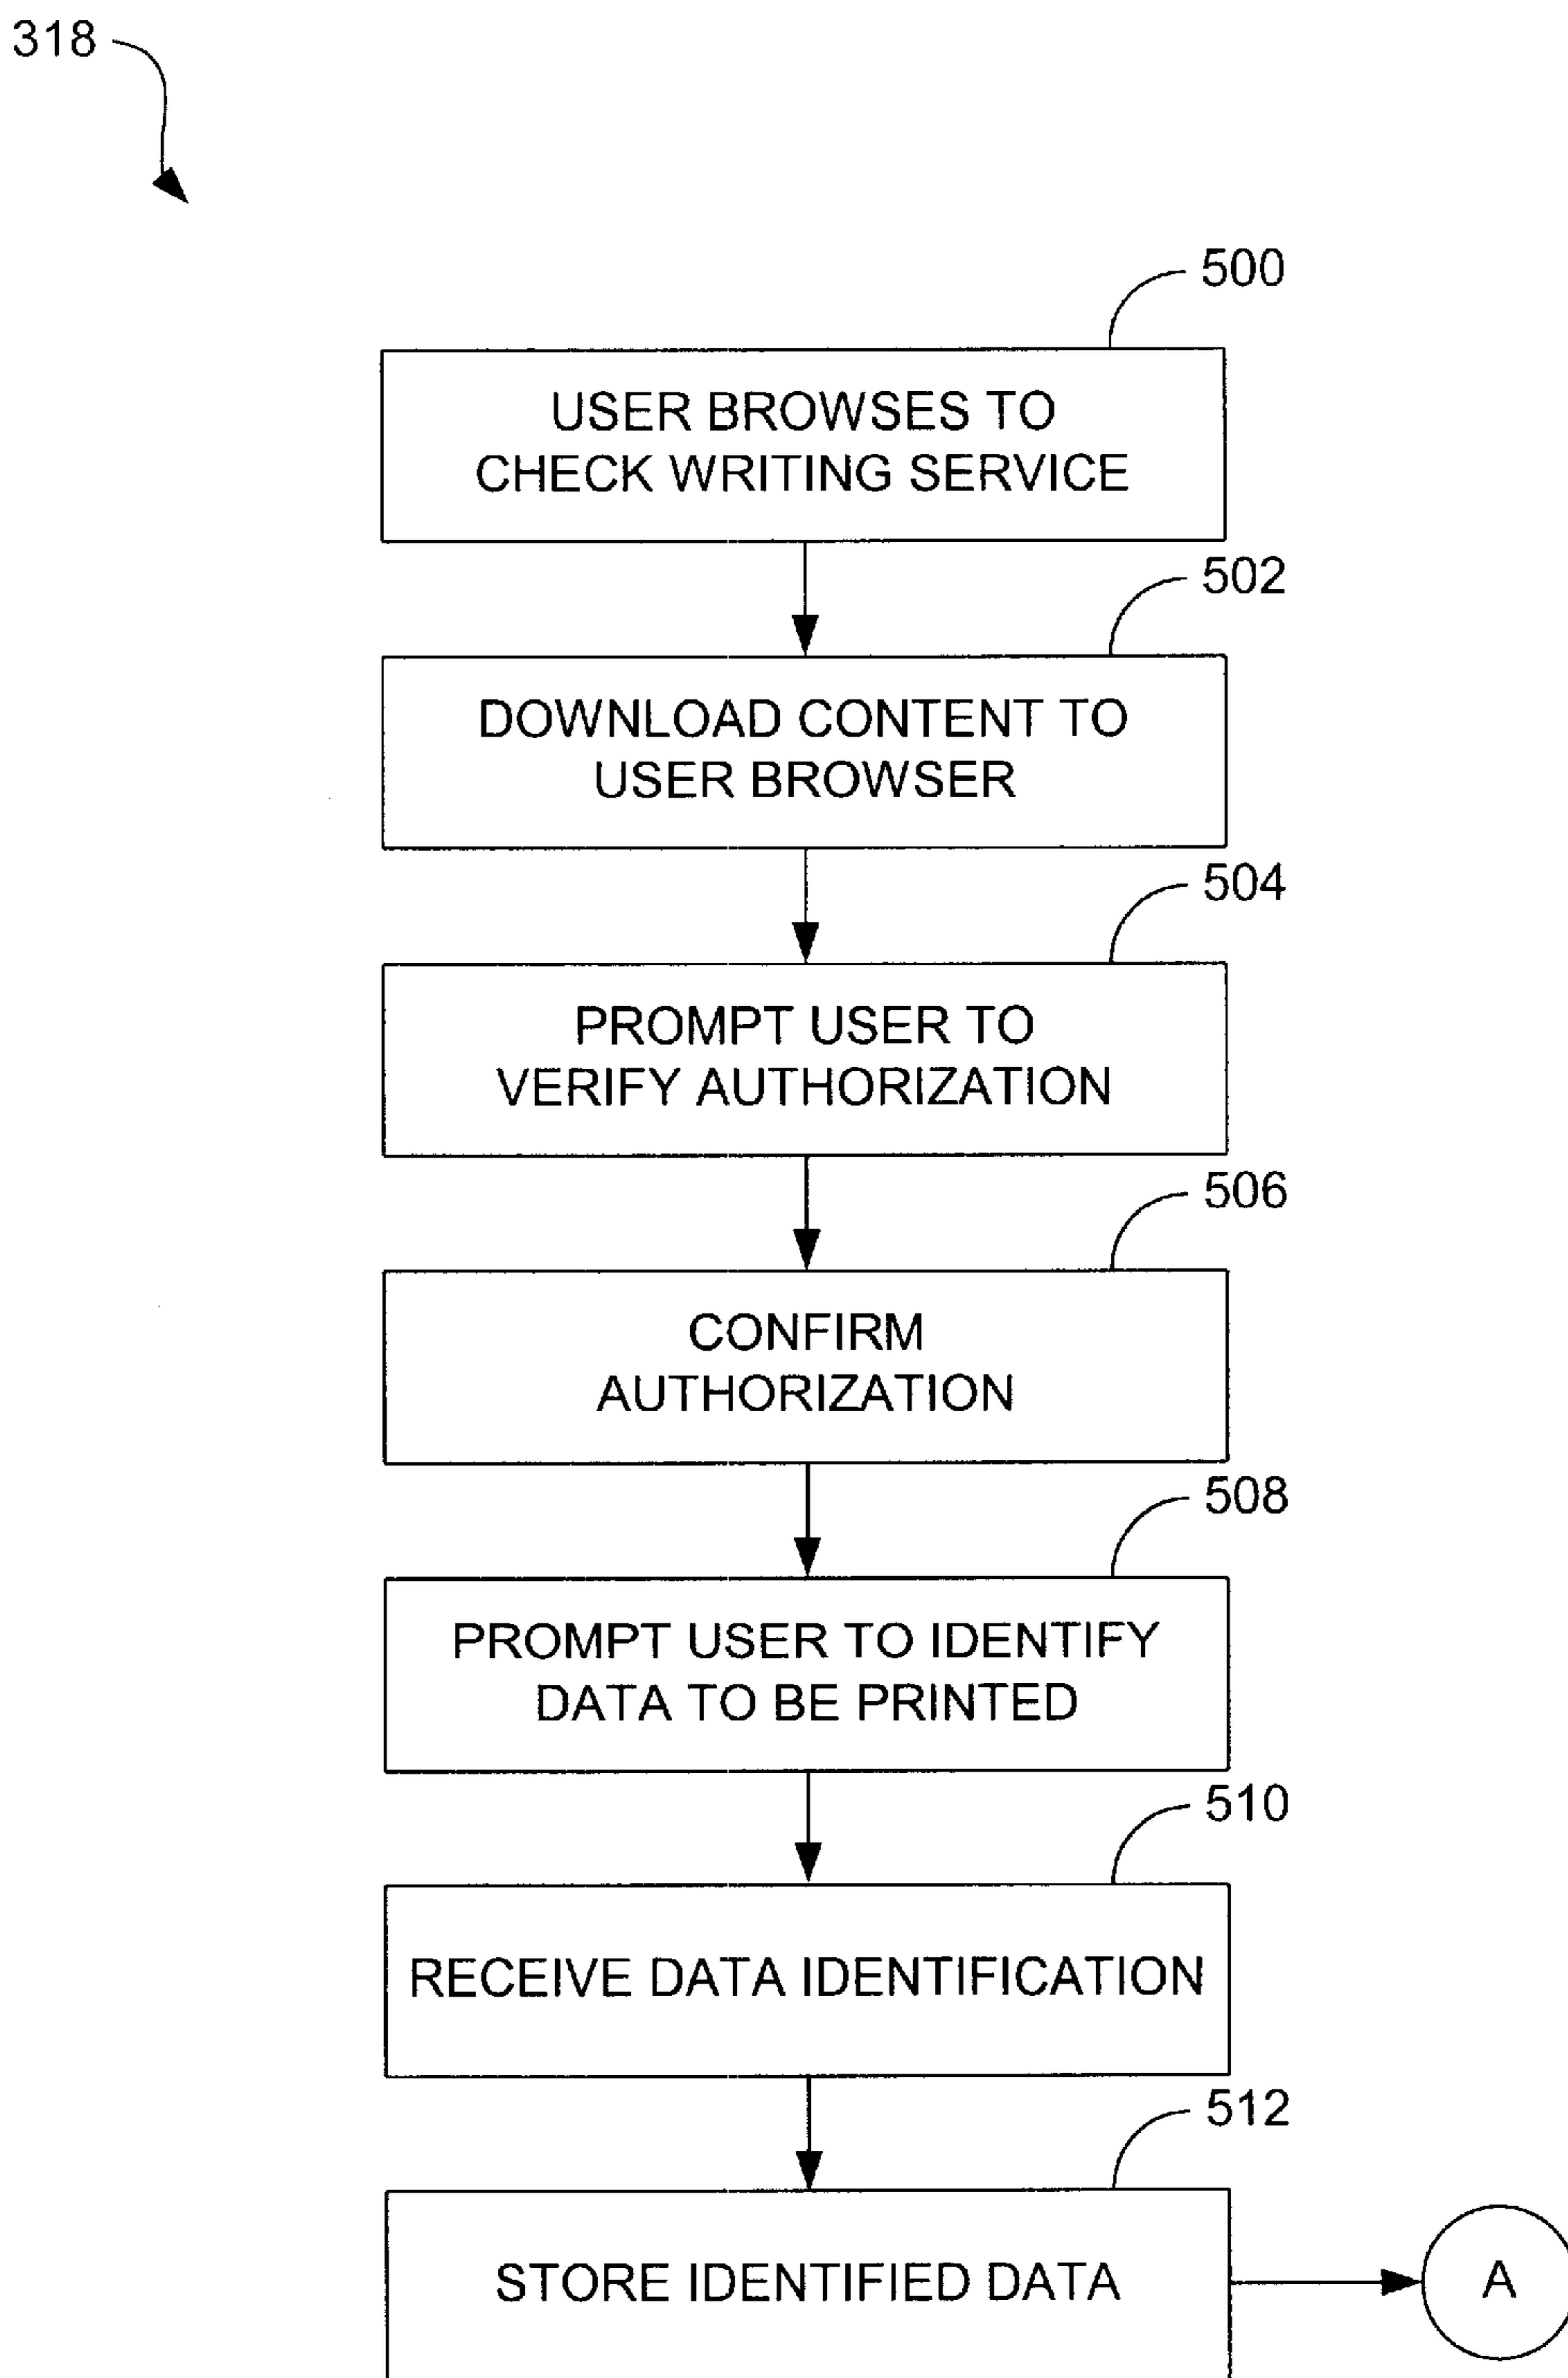 318
500
USER BROWSES TO
CHECK WRITING SERVICE
502
DOWNLOAD CONTENT TO
USER BROWSER
504
PROMPT USER TO
VERIFY AUTHORIZATION
506
CONFIRM
AUTHORIZATION
508
PROMPT USER TO IDENTIFY
DATA TO BE PRINTED
510
RECEIVE DATA IDENTIFICATION
512
STORE IDENTIFIED DATA
A